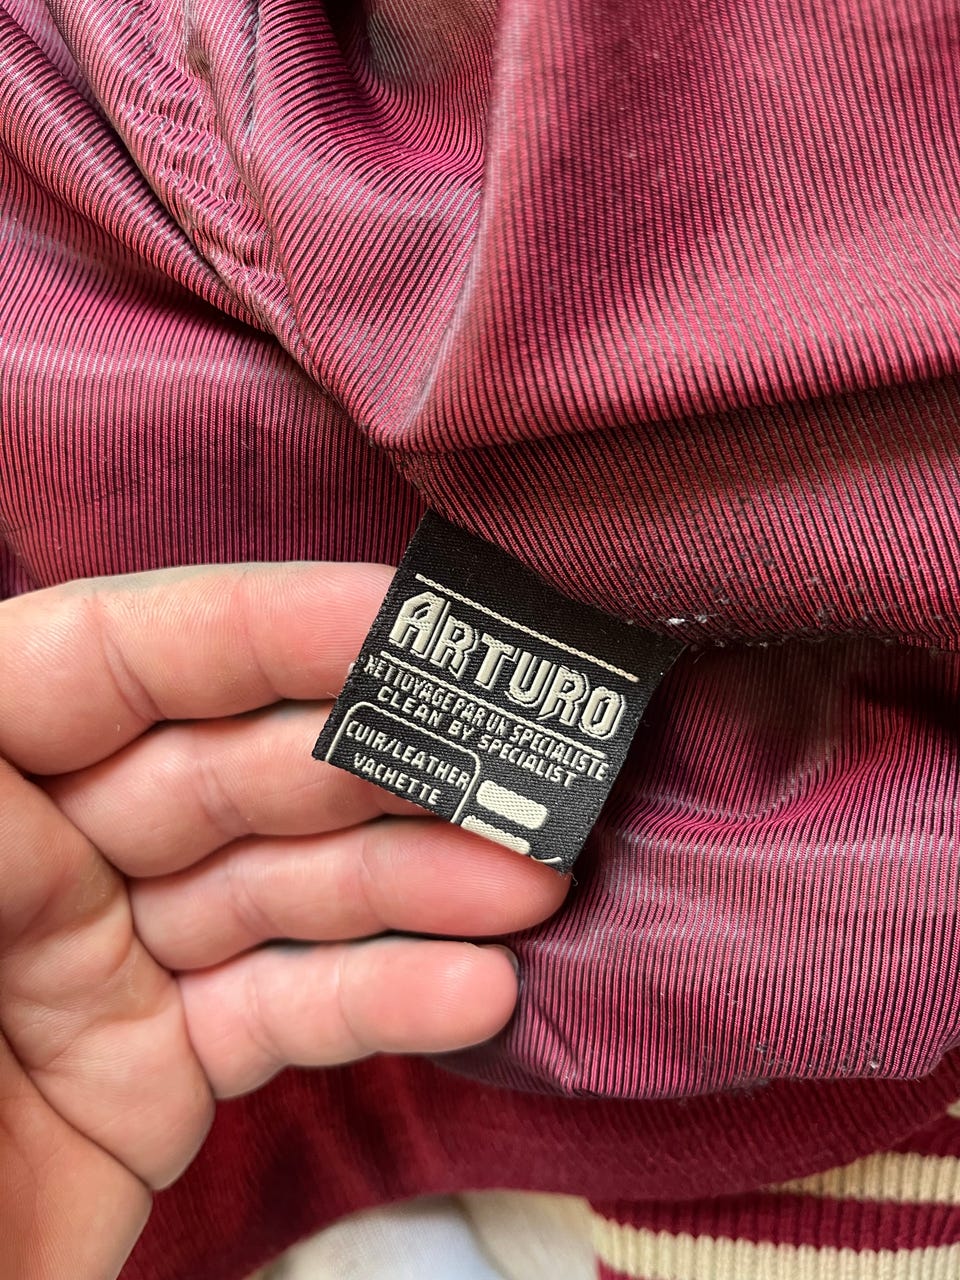 ARTURO
NETTOYAGE PAR UN SPECIALISTE
CLEAN BY SPECIALIST
CUIR/LEATHER
VACHETTE